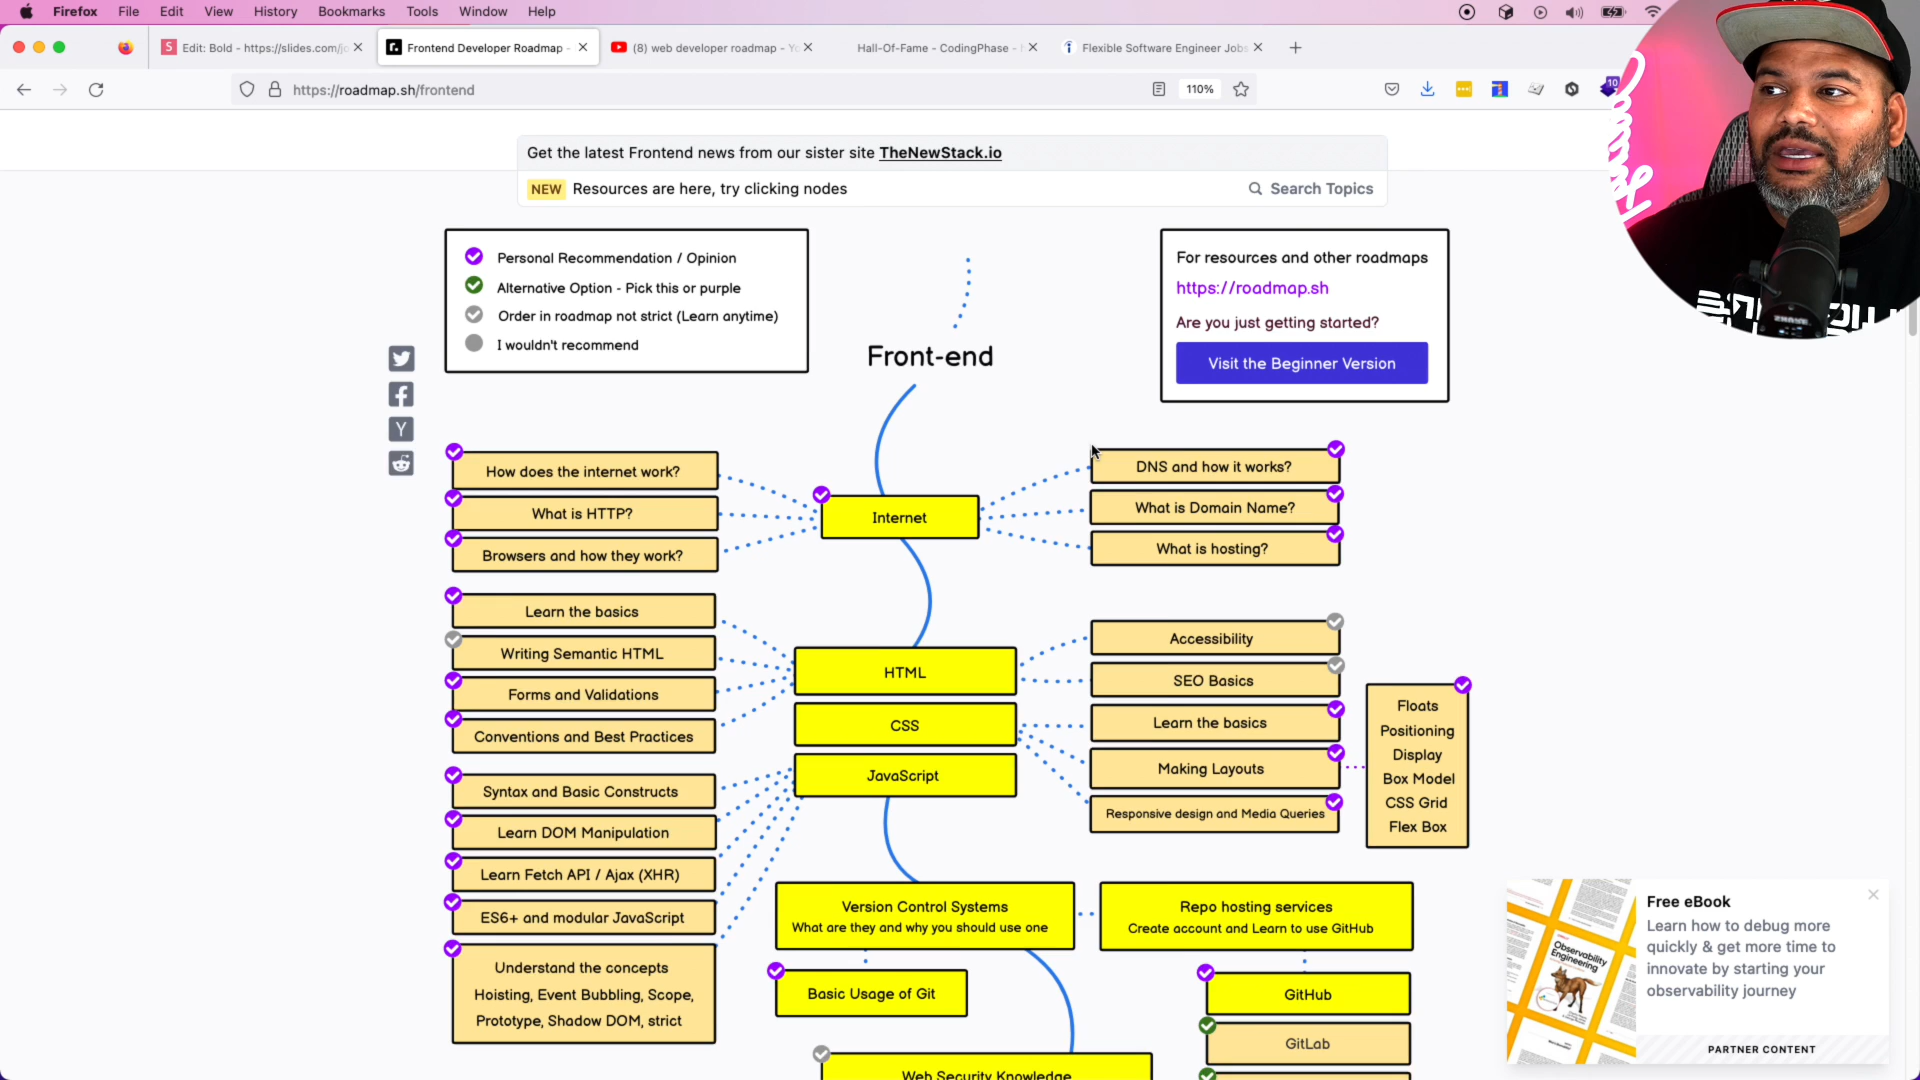 Firefox File Edit View History Bookmarks Tools Window Help
Edit: Bold - https://slides.com/jo
Frontend Developer Roadmap -
(8) web developer roadmap - Yo
Hall-Of-Fame - CodingPhase -
Flexible Software Engineer Jobs
https://roadmap.sh/frontend
110%
10
Get the latest Frontend news from our sister site TheNewStack.io
NEW Resources are here, try clicking nodes
Search Topics
Personal Recommendation / Opinion
Alternative Option - Pick this or purple
Order in roadmap not strict (Learn anytime)
I wouldn't recommend
For resources and other roadmaps
https://roadmap.sh
Are you just getting started?
Visit the Beginner Version
Front-end
How does the internet work?
What is HTTP?
Browsers and how they work?
Internet
DNS and how it works?
What is Domain Name?
What is hosting?
Learn the basics
Writing Semantic HTML
Forms and Validations
Conventions and Best Practices
HTML
CSS
JavaScript
Accessibility
SEO Basics
Learn the basics
Making Layouts
Responsive design and Media Queries
Floats
Positioning
Display
Box Model
CSS Grid
Flex Box
Syntax and Basic Constructs
Learn DOM Manipulation
Learn Fetch API / Ajax (XHR)
ES6+ and modular JavaScript
Understand the concepts
Hoisting, Event Bubbling, Scope,
Prototype, Shadow DOM, strict
Version Control Systems
What are they and why you should use one
Repo hosting services
Create account and Learn to use GitHub
Basic Usage of Git
GitHub
GitLab
Web Security Knowledge
Free eBook
Learn how to debug more
quickly & get more time to
innovate by starting your
observability journey
Observability
Engineering
PARTNER CONTENT